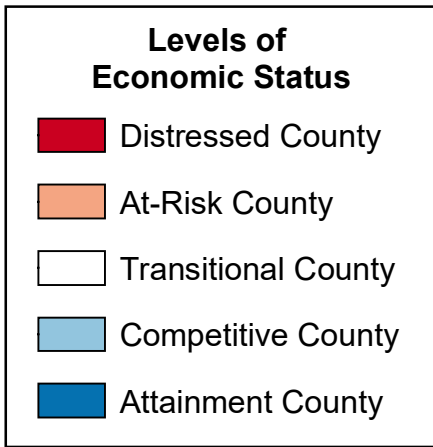 Levels of
Economic Status
Distressed County
At-Risk County
Transitional County
Competitive County
Attainment County